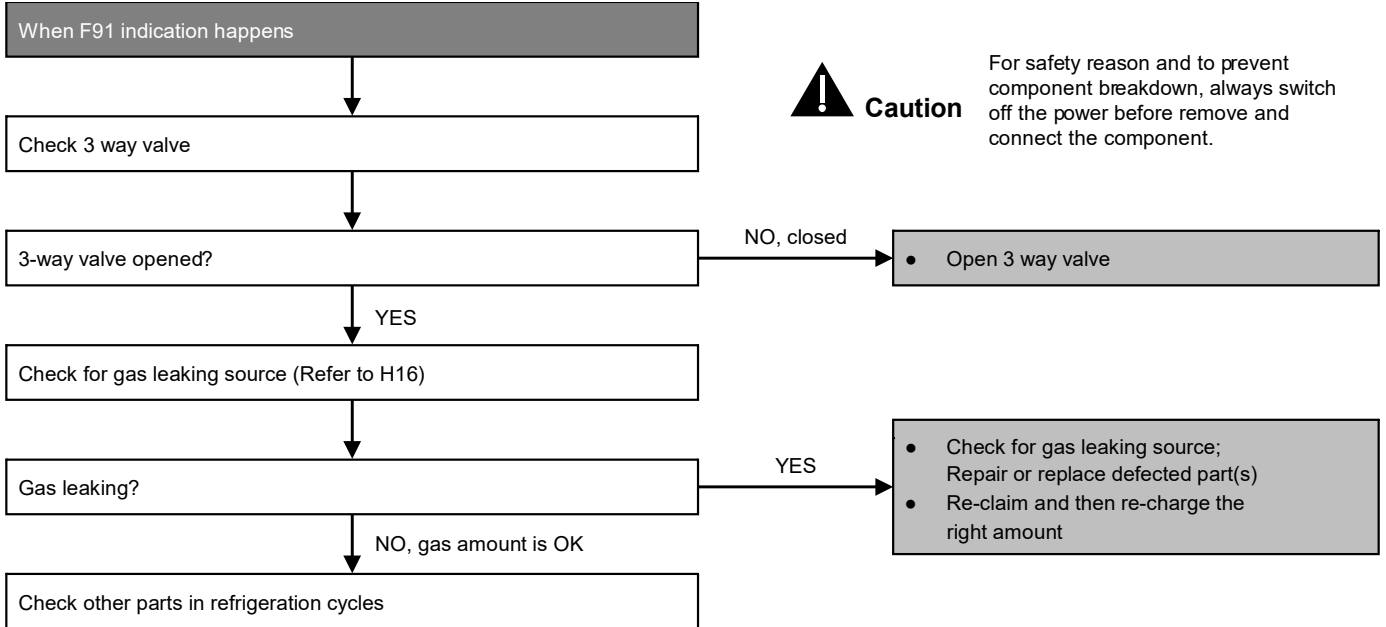 When F91 indication happens
Caution
For safety reason and to prevent
component breakdown, always switch
off the power before remove and
connect the component.
Check 3 way valve
3-way valve opened?
NO, closed
● Open 3 way valve
YES
Check for gas leaking source (Refer to H16)
Gas leaking?
YES
● Check for gas leaking source;
Repair or replace defected part(s)
● Re-claim and then re-charge the
right amount
NO, gas amount is OK
Check other parts in refrigeration cycles